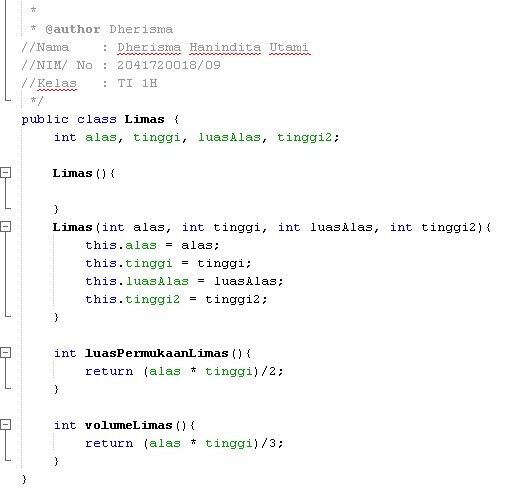 *
* @author Dherisma
//Nama    : Dherisma Hanindita Utami
//NIM/ No : 2041720018/09
//Kelas   : TI 1H
*/
public class Limas {
    int alas, tinggi, luasAlas, tinggi2;
    Limas(){
    }
    Limas(int alas, int tinggi, int luasAlas, int tinggi2){
        this.alas = alas;
        this.tinggi = tinggi;
        this.luasAlas = luasAlas;
        this.tinggi2 = tinggi2;
    }
    int luasPermukaanLimas(){
        return (alas * tinggi)/2;
    }
    int volumeLimas(){
        return (alas * tinggi)/3;
    }
}